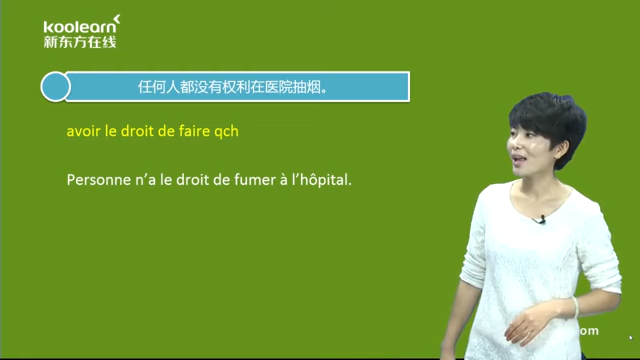 koolearn
新东方在线
任何人都没有权利在医院抽烟。
avoir le droit de faire qch
Personne n'a le droit de fumer à l'hôpital.
om